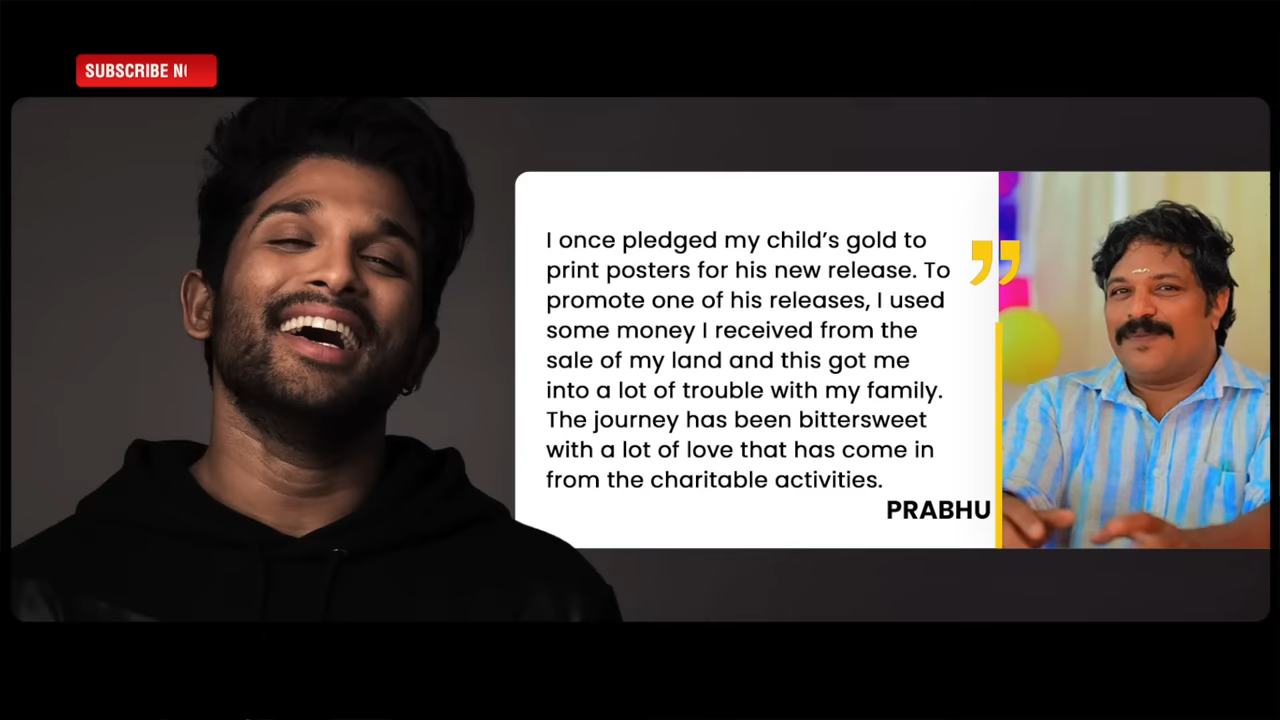 SUBSCRIBE
I once pledged my child’s gold to
print posters for his new release. To
promote one of his releases, I used
some money I received from the
sale of my land and this got me
into a lot of trouble with my family.
The journey has been bittersweet
with a lot of love that has come in
from the charitable activities.
PRABHU